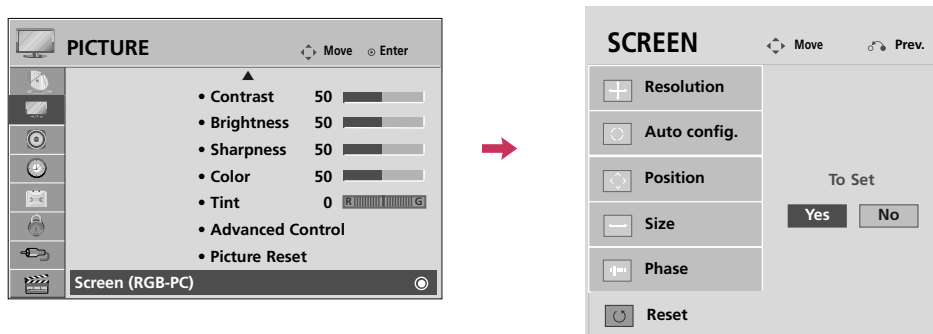 PICTURE
Move
Enter
• Contrast 50
• Brightness 50
• Sharpness 50
• Color 50
• Tint 0 R G
• Advanced Control
• Picture Reset
Screen (RGB-PC)
SCREEN
Move
Prev.
Resolution
Auto config.
Position
Size
Phase
Reset
To Set
Yes No